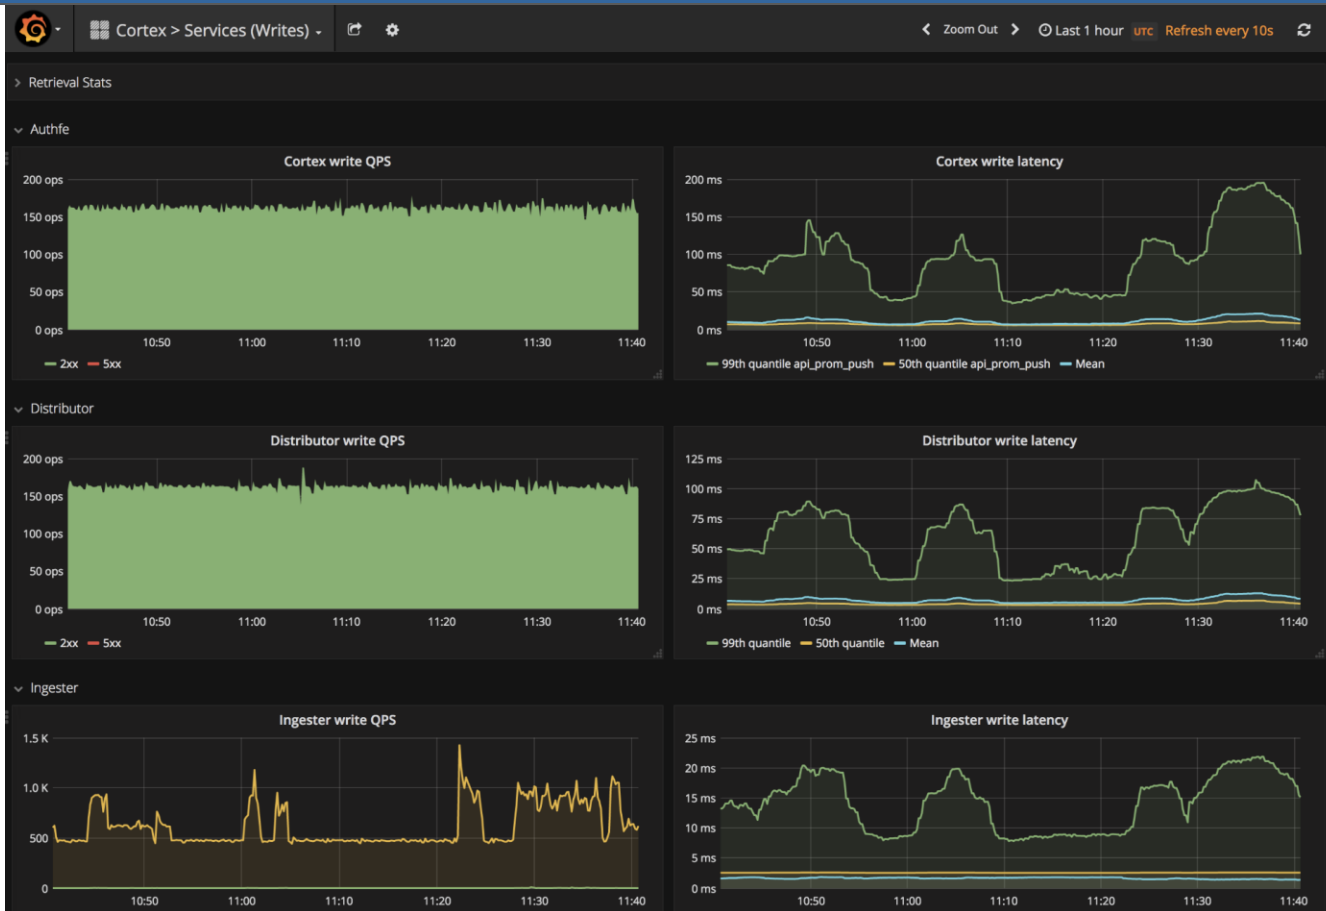 Cortex > Services (Writes)
Zoom Out
Last 1 hour UTC Refresh every 10s
Retrieval Stats
Authfe
Cortex write QPS
200 ops
150 ops
100 ops
50 ops
0 ops
10:50 11:00 11:10 11:20 11:30 11:40
2xx 5xx
Cortex write latency
200 ms
150 ms
100 ms
50 ms
0 ms
10:50 11:00 11:10 11:20 11:30 11:40
99th quantile api_prom_push 50th quantile api_prom_push Mean
Distributor
Distributor write QPS
200 ops
150 ops
100 ops
50 ops
0 ops
10:50 11:00 11:10 11:20 11:30 11:40
2xx 5xx
Distributor write latency
125 ms
100 ms
75 ms
50 ms
25 ms
0 ms
10:50 11:00 11:10 11:20 11:30 11:40
99th quantile 50th quantile Mean
Ingester
Ingester write QPS
1.5 K
1.0 K
500
0
10:50 11:00 11:10 11:20 11:30 11:40
Ingester write latency
25 ms
20 ms
15 ms
10 ms
5 ms
0 ms
10:50 11:00 11:10 11:20 11:30 11:40